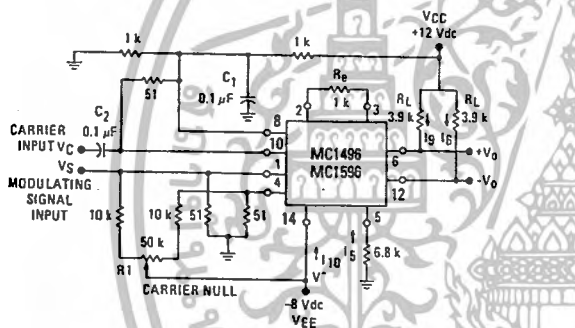 VCC
+12 Vdc
1 k
1 k
51
C1
0.1 µF
Re
1 k
RL
3.9 k
RL
3.9 k
C2
0.1 µF
2
3
8
10
1
4
MC1496
MC1596
I9
I6
6
+Vo
12
-Vo
CARRIER
INPUT VC
VS
MODULATING
SIGNAL
INPUT
10 k
10 k
51
51
14
5
50 k
R1
CARRIER NULL
I10
I5
6.8 k
V-
-8 Vdc
VEE